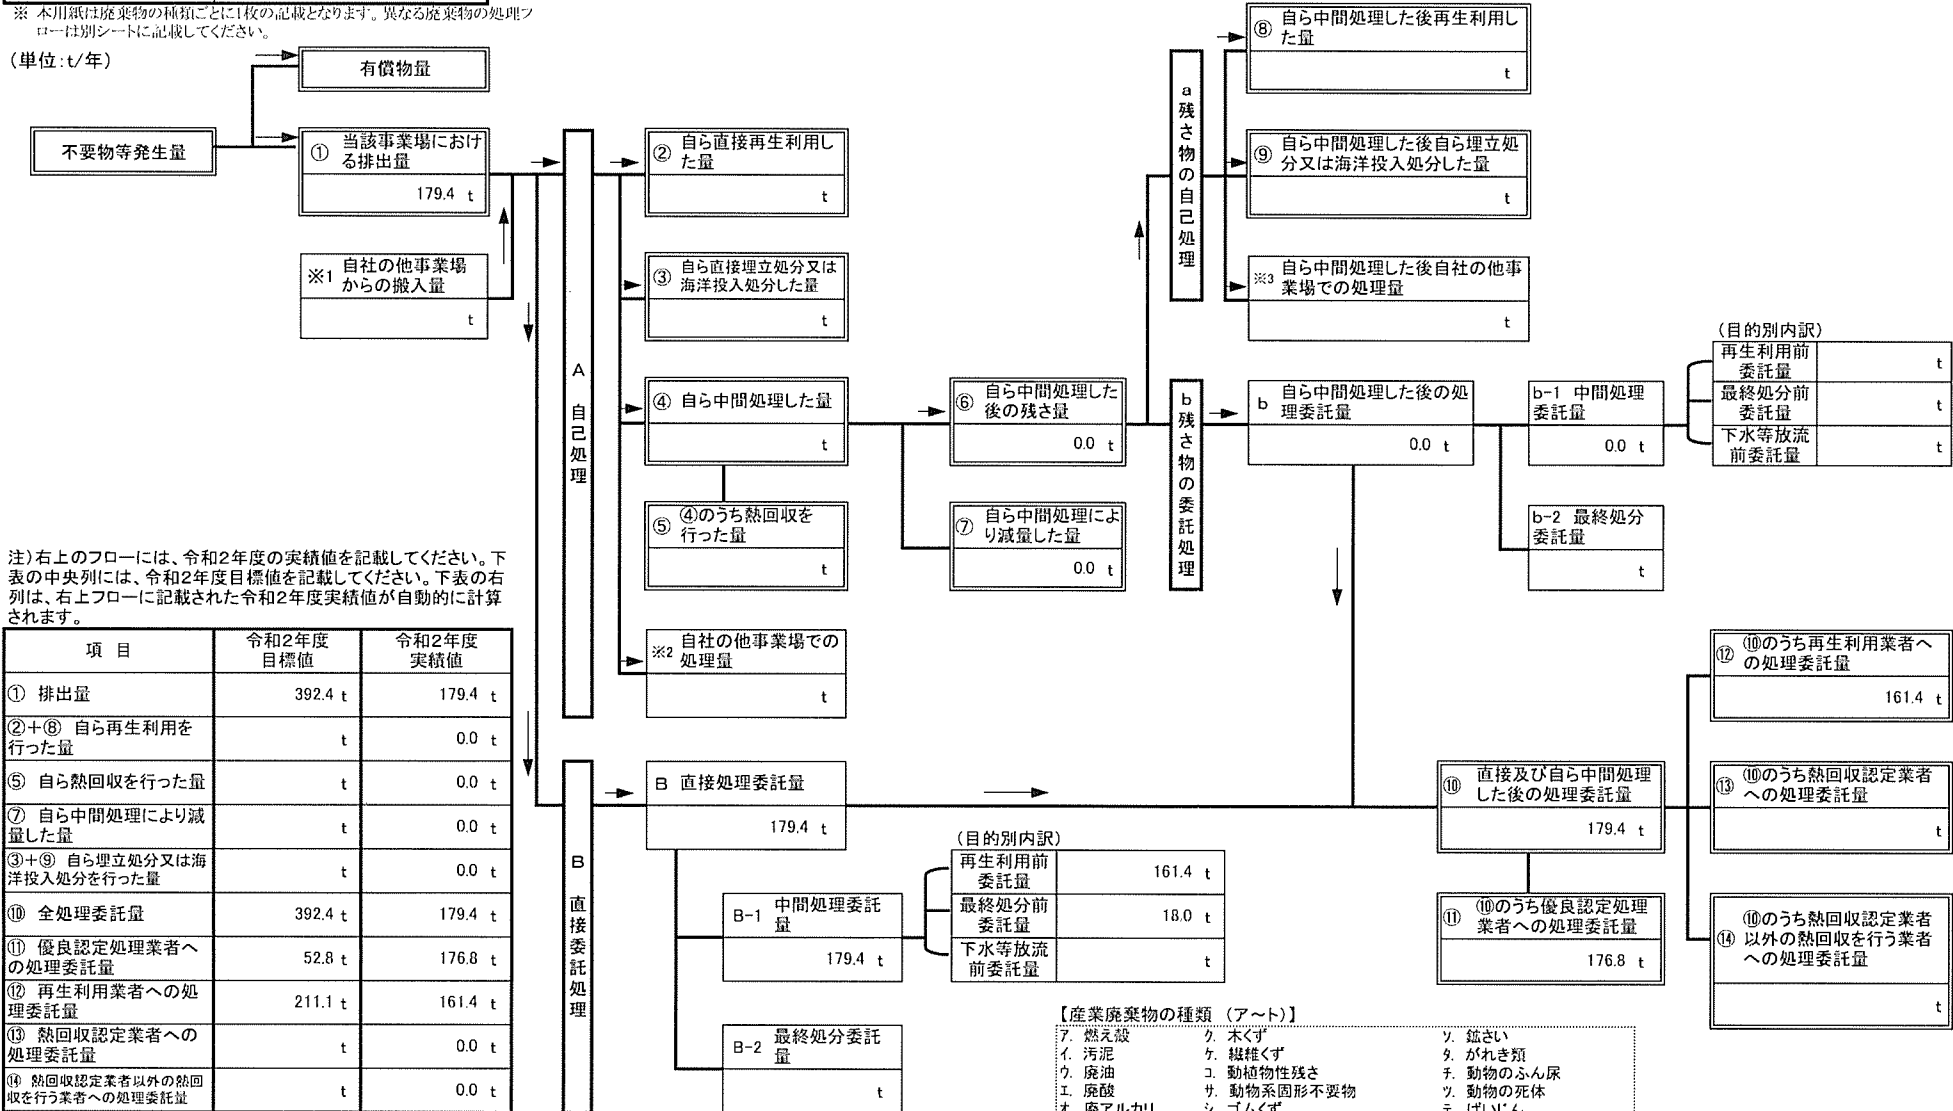 ※ 本用紙は廃棄物の種類ごとに1枚の記載となります。異なる廃棄物の処理フ
ローは別シートに記載してください。
(単位:t/年)
有償物量
不要物等発生量
① 当該事業場におけ
る排出量
179.4 t
※1 自社の他事業場
からの搬入量
t
A 自己処理
② 自ら直接再生利用し
た量
t
③ 自ら直接埋立処分又は
海洋投入処分した量
t
④ 自ら中間処理した量
t
⑤ ④のうち熱回収を
行った量
t
※2 自社の他事業場での
処理量
t
⑥ 自ら中間処理した
後の残さ量
0.0 t
⑦ 自ら中間処理によ
り減量した量
0.0 t
a 残さ物の自己処理
⑧ 自ら中間処理した後再生利用し
た量
t
⑨ 自ら中間処理した後自ら埋立処
分又は海洋投入処分した量
t
※3 自ら中間処理した後自社の他事
業場での処理量
t
b 残さ物の委託処理
b 自ら中間処理した後の処
理委託量
0.0 t
b-1 中間処理
委託量
0.0 t
(目的別内訳)
再生利用前
委託量
t
最終処分前
委託量
t
下水等放流
前委託量
t
b-2 最終処分
委託量
t
注)右上のフローには、令和2年度の実績値を記載してください。下
表の中央列には、令和2年度目標値を記載してください。下表の右
列は、右上フローに記載された令和2年度実績値が自動的に計算
されます。
項 目
令和2年度
目標値
令和2年度
実績値
① 排出量 392.4 t 179.4 t
②+⑧ 自ら再生利用を
行った量 t 0.0 t
⑤ 自ら熱回収を行った量 t 0.0 t
⑦ 自ら中間処理により減
量した量 t 0.0 t
③+⑨ 自ら埋立処分又は海
洋投入処分を行った量 t 0.0 t
⑩ 全処理委託量 392.4 t 179.4 t
⑪ 優良認定処理業者へ
の処理委託量 52.8 t 176.8 t
⑫ 再生利用業者への処
理委託量 211.1 t 161.4 t
⑬ 熱回収認定業者への
処理委託量 t 0.0 t
⑭ 熱回収認定業者以外の熱回
収を行う業者への処理委託量 t 0.0 t
B 直接委託処理
B 直接処理委託量
179.4 t
B-1 中間処理委託
量
179.4 t
(目的別内訳)
再生利用前
委託量
161.4 t
最終処分前
委託量
18.0 t
下水等放流
前委託量
t
B-2 最終処分委託
量
t
⑩ 直接及び自ら中間処理
した後の処理委託量
179.4 t
⑪ ⑩のうち優良認定処理
業者への処理委託量
176.8 t
⑫ ⑩のうち再生利用業者へ
の処理委託量
161.4 t
⑬ ⑩のうち熱回収認定業者
への処理委託量
t
⑭ ⑩のうち熱回収認定業者
以外の熱回収を行う業者
への処理委託量
t
【産業廃棄物の種類 (ア~ト)】
ア. 燃え殻 ク. 木くず ソ. 鉱さい
イ. 汚泥 ケ. 繊維くず タ. がれき類
ウ. 廃油 コ. 動植物性残さ チ. 動物のふん尿
エ. 廃酸 サ. 動物系固形不要物 ツ. 動物の死体
オ. 廃アルカリ シ. ゴムくず テ. ばいじん